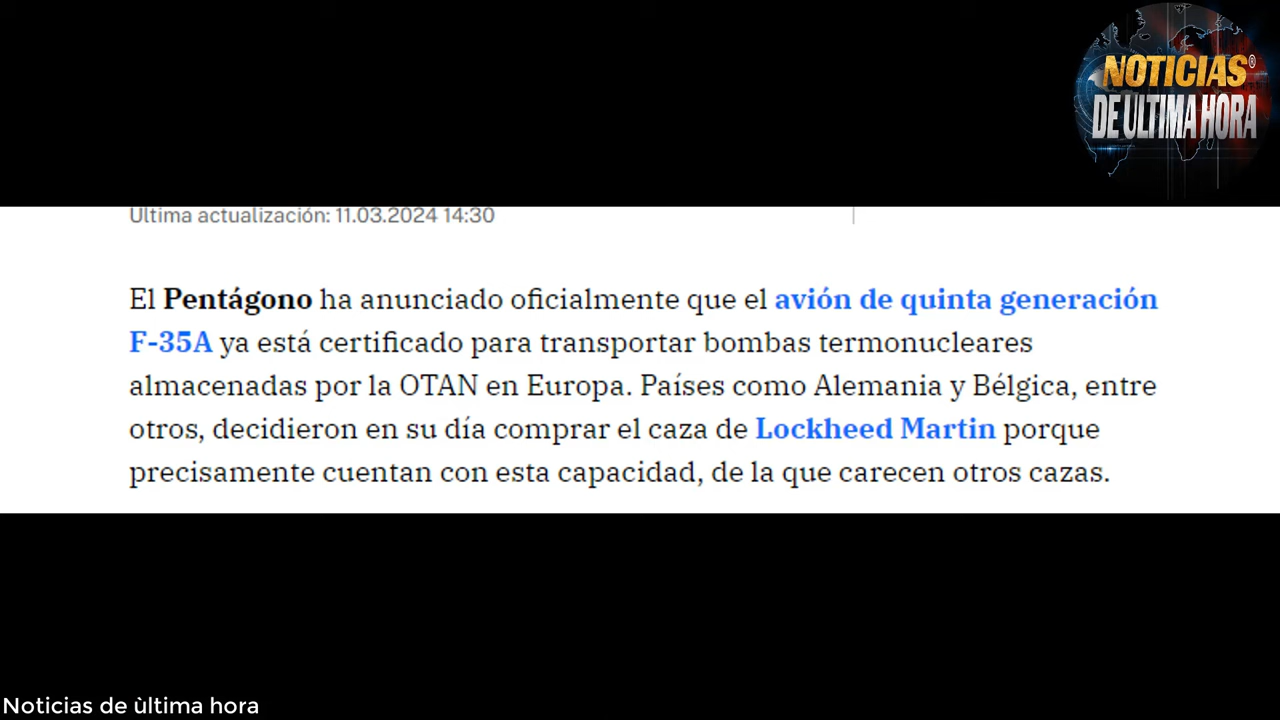 NOTICIAS®
DE ULTIMA HORA
Última actualización: 11.03.2024 14:30
El Pentágono ha anunciado oficialmente que el avión de quinta generación
F-35A ya está certificado para transportar bombas termonucleares
almacenadas por la OTAN en Europa. Países como Alemania y Bélgica, entre
otros, decidieron en su día comprar el caza de Lockheed Martin porque
precisamente cuentan con esta capacidad, de la que carecen otros cazas.
Noticias de ùltima hora